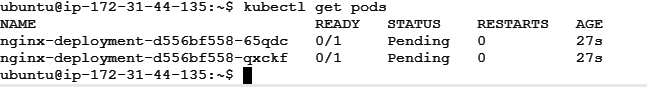 ubuntu@ip-172-31-44-135:~$ kubectl get pods
NAME READY STATUS RESTARTS AGE
nginx-deployment-d556bf558-65qdc 0/1 Pending 0 27s
nginx-deployment-d556bf558-qxckf 0/1 Pending 0 27s
ubuntu@ip-172-31-44-135:~$